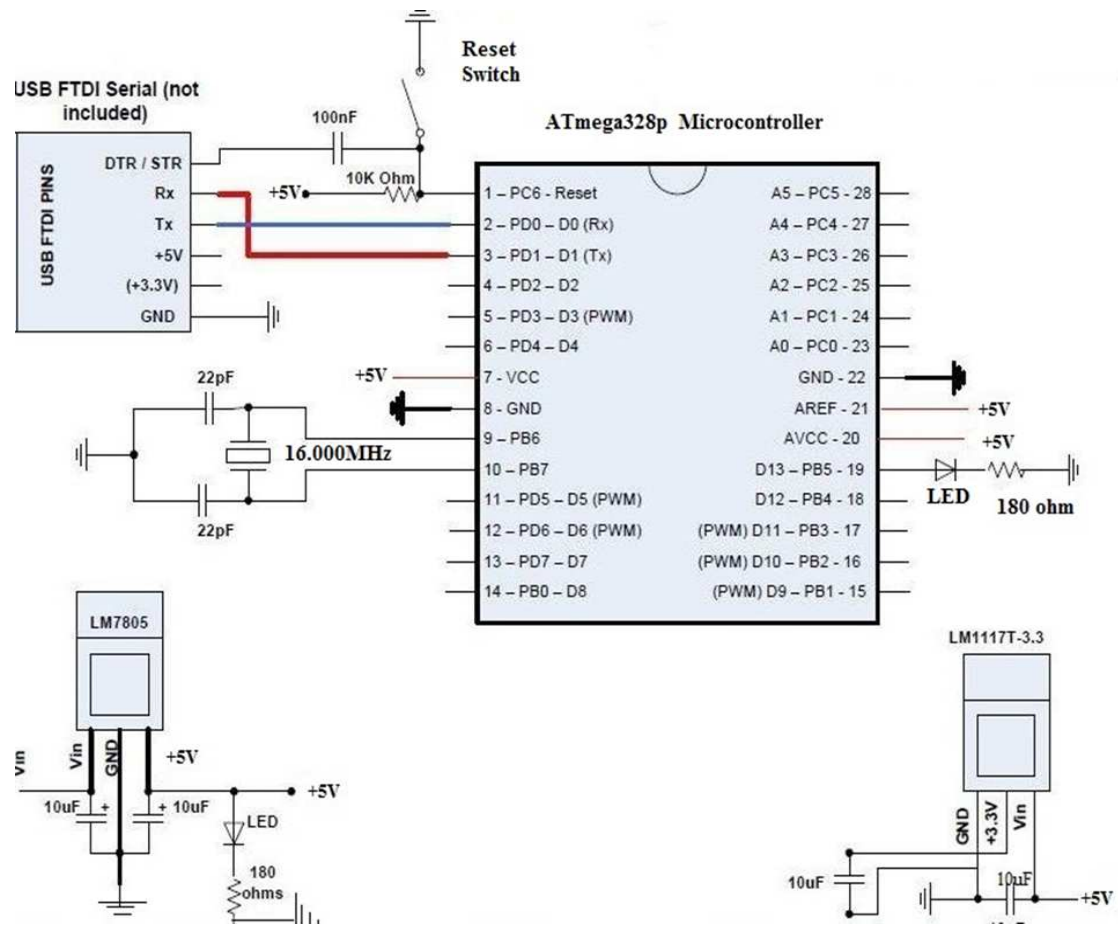 Reset
Switch
USB FTDI Serial (not
included)
100nF
ATmega328p Microcontroller
USB FTDI PINS
DTR / STR
Rx
Tx
+5V
(+3.3V)
GND
+5V
10K Ohm
1 – PC6 - Reset
2 – PD0 – D0 (Rx)
3 – PD1 – D1 (Tx)
4 – PD2 – D2
5 – PD3 – D3 (PWM)
6 – PD4 – D4
7 - VCC
8 - GND
9 – PB6
10 – PB7
11 – PD5 – D5 (PWM)
12 – PD6 – D6 (PWM)
13 – PD7 – D7
14 – PB0 – D8
A5 – PC5 - 28
A4 – PC4 - 27
A3 – PC3 - 26
A2 – PC2 - 25
A1 – PC1 - 24
A0 – PC0 - 23
GND - 22
AREF - 21
AVCC - 20
D13 – PB5 - 19
D12 – PB4 - 18
(PWM) D11 – PB3 - 17
(PWM) D10 – PB2 - 16
(PWM) D9 – PB1 - 15
+5V
+5V
+5V
LED
180 ohm
22pF
16.000MHz
22pF
LM7805
Vin
Vin
GND
+5V
+5V
10uF
+
+
10uF
LED
180
ohms
LM1117T-3.3
GND
+3.3V
Vin
10uF
10uF
+5V